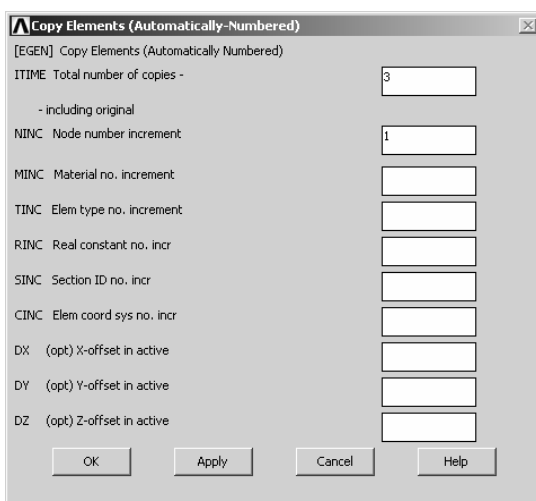 Copy Elements (Automatically-Numbered)
[EGEN] Copy Elements (Automatically Numbered)
ITIME Total number of copies - 3
- including original
NINC Node number increment 1
MINC Material no. increment
TINC Elem type no. increment
RINC Real constant no. incr
SINC Section ID no. incr
CINC Elem coord sys no. incr
DX (opt) X-offset in active
DY (opt) Y-offset in active
DZ (opt) Z-offset in active
OK Apply Cancel Help